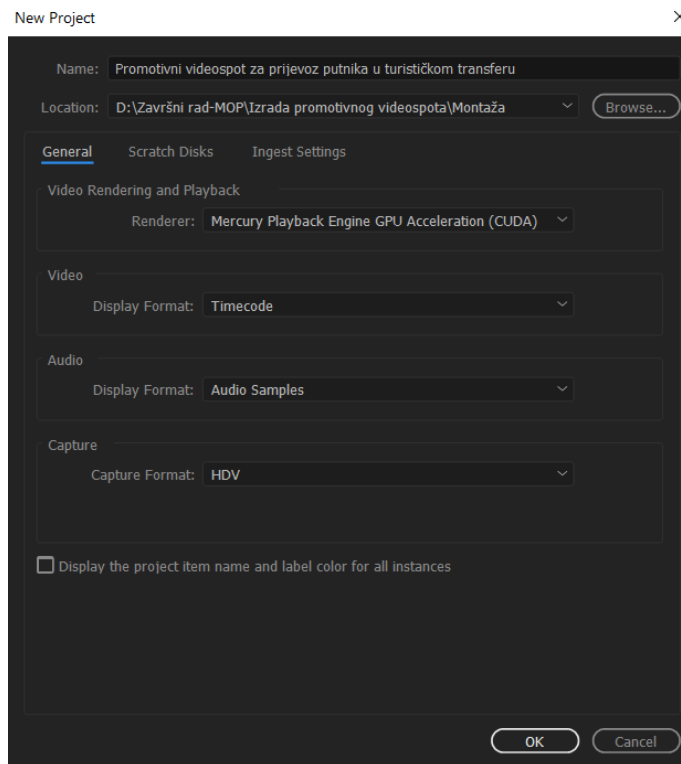 New Project
Name: Promotivni videospot za prijevoz putnika u turističkom transferu
Location: D:\Završni rad-MOP\Izrada promotivnog videospota\Montaža Browse...
General Scratch Disks Ingest Settings
Video Rendering and Playback
Renderer: Mercury Playback Engine GPU Acceleration (CUDA)
Video
Display Format: Timecode
Audio
Display Format: Audio Samples
Capture
Capture Format: HDV
Display the project item name and label color for all instances
OK Cancel